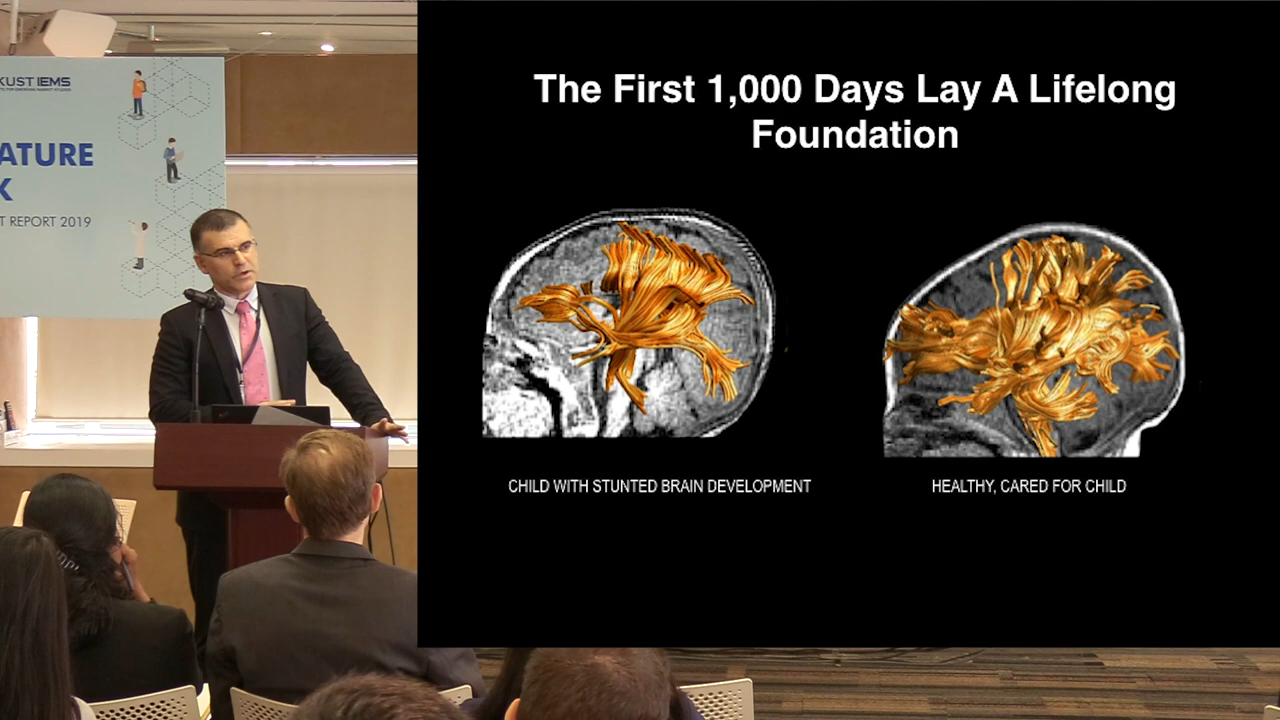 KUST IEMS
ATURE
K
T REPORT 2019
The First 1,000 Days Lay A Lifelong
Foundation
CHILD WITH STUNTED BRAIN DEVELOPMENT
HEALTHY, CARED FOR CHILD